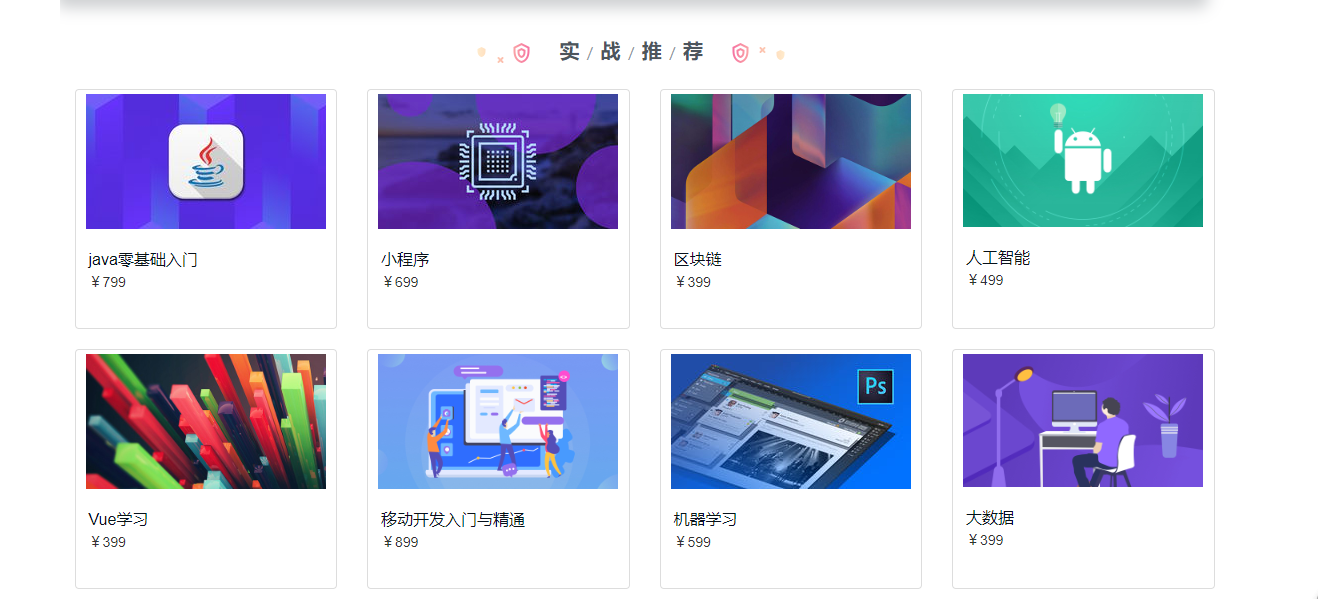 实 / 战 / 推 / 荐
java零基础入门
￥799
小程序
￥699
区块链
￥399
人工智能
￥499
Vue学习
￥399
移动开发入门与精通
￥899
Ps
机器学习
￥599
大数据
￥399